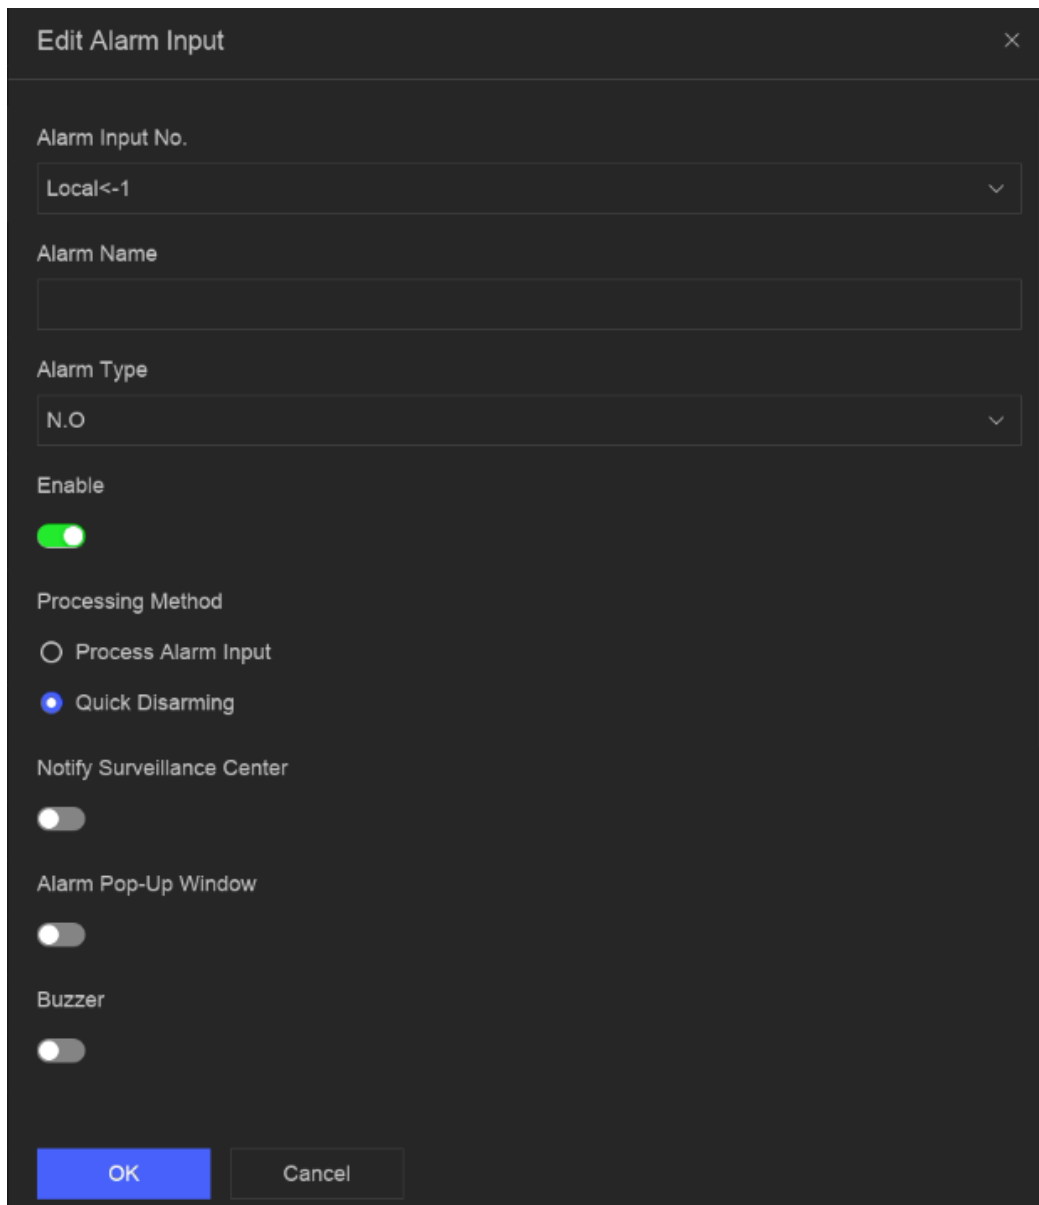 Edit Alarm Input
Alarm Input No.
Local<-1
Alarm Name
Alarm Type
N.O
Enable
Processing Method
Process Alarm Input
Quick Disarming
Notify Surveillance Center
Alarm Pop-Up Window
Buzzer
OK Cancel